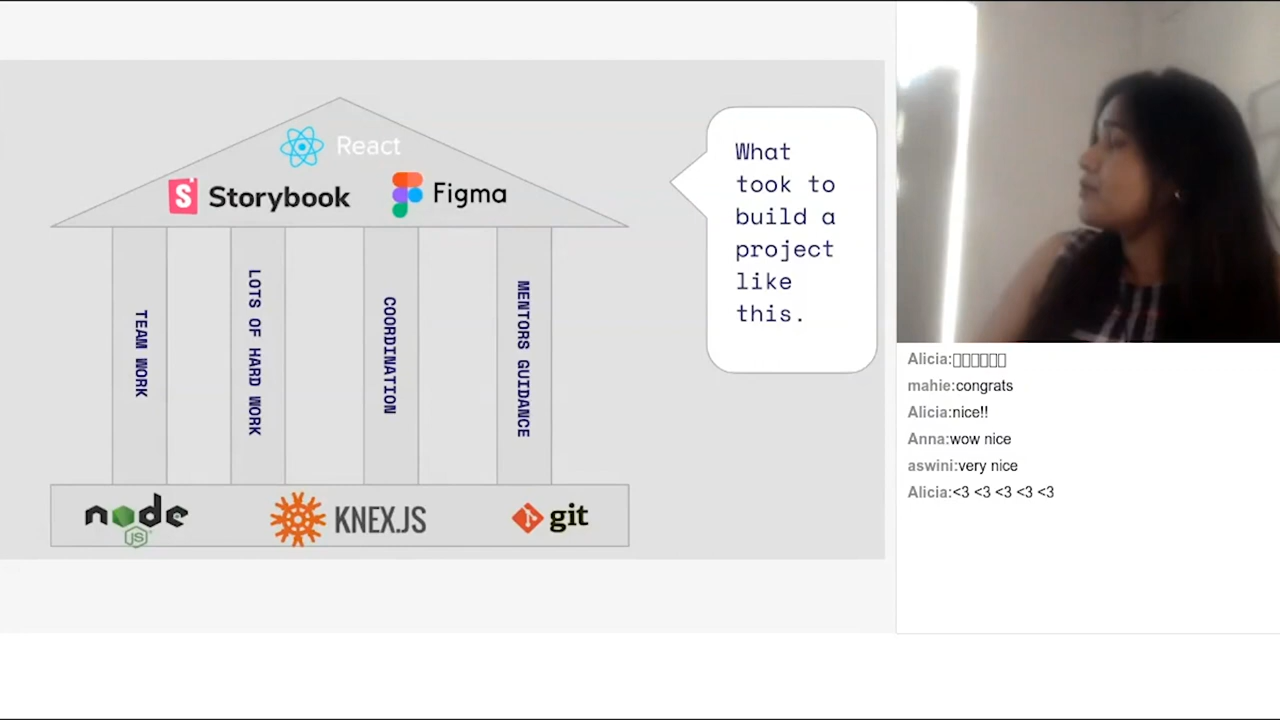 React
Storybook
Figma
TEAM WORK
LOTS OF HARD WORK
COORDINATION
MENTORS GUIDANCE
node
JS
KNEX.JS
git
What
took to
build a
project
like
this.
Alicia:
mahie:congrats
Alicia:nice!!
Anna:wow nice
aswini:very nice
Alicia:<3 <3 <3 <3 <3